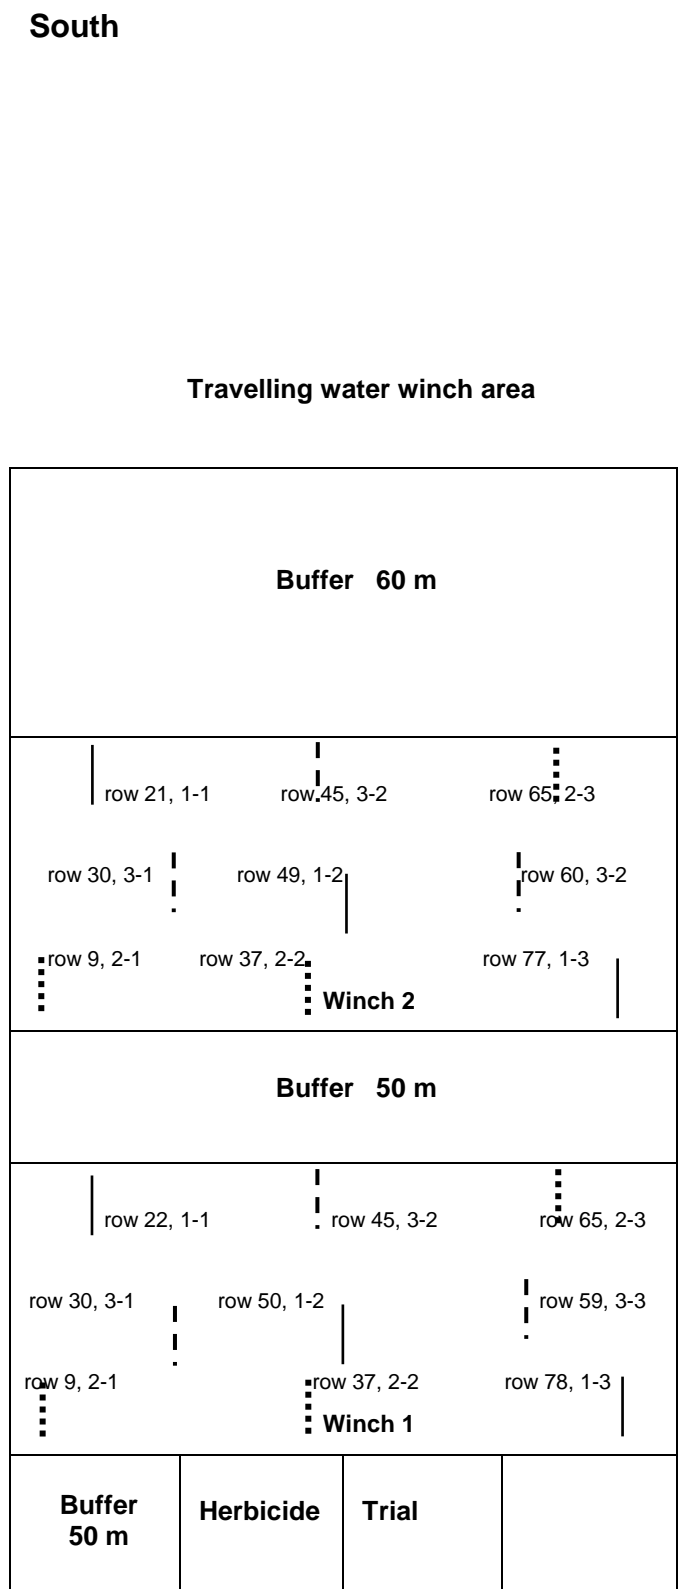 South
Travelling water winch area
Buffer 60 m
row 21, 1-1 row 45, 3-2 row 65, 2-3
row 30, 3-1 row 49, 1-2 row 60, 3-2
row 9, 2-1 row 37, 2-2 row 77, 1-3
Winch 2
Buffer 50 m
row 22, 1-1 row 45, 3-2 row 65, 2-3
row 30, 3-1 row 50, 1-2 row 59, 3-3
row 9, 2-1 row 37, 2-2 row 78, 1-3
Winch 1
Buffer Herbicide Trial
50 m